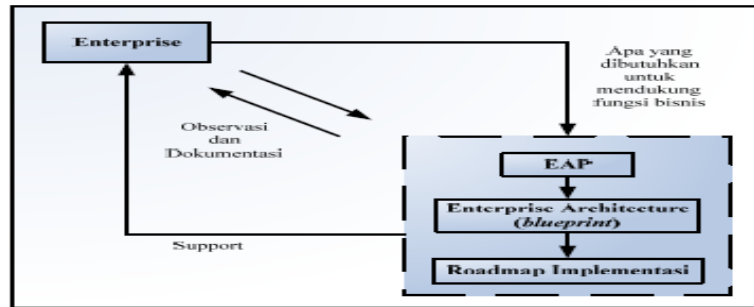 Enterprise
Apa yang
dibutuhkan
untuk
mendukung
fungsi bisnis
Observasi
dan
Dokumentasi
EAP
Enterprise Architecture
(blueprint)
Support
Roadmap Implementasi